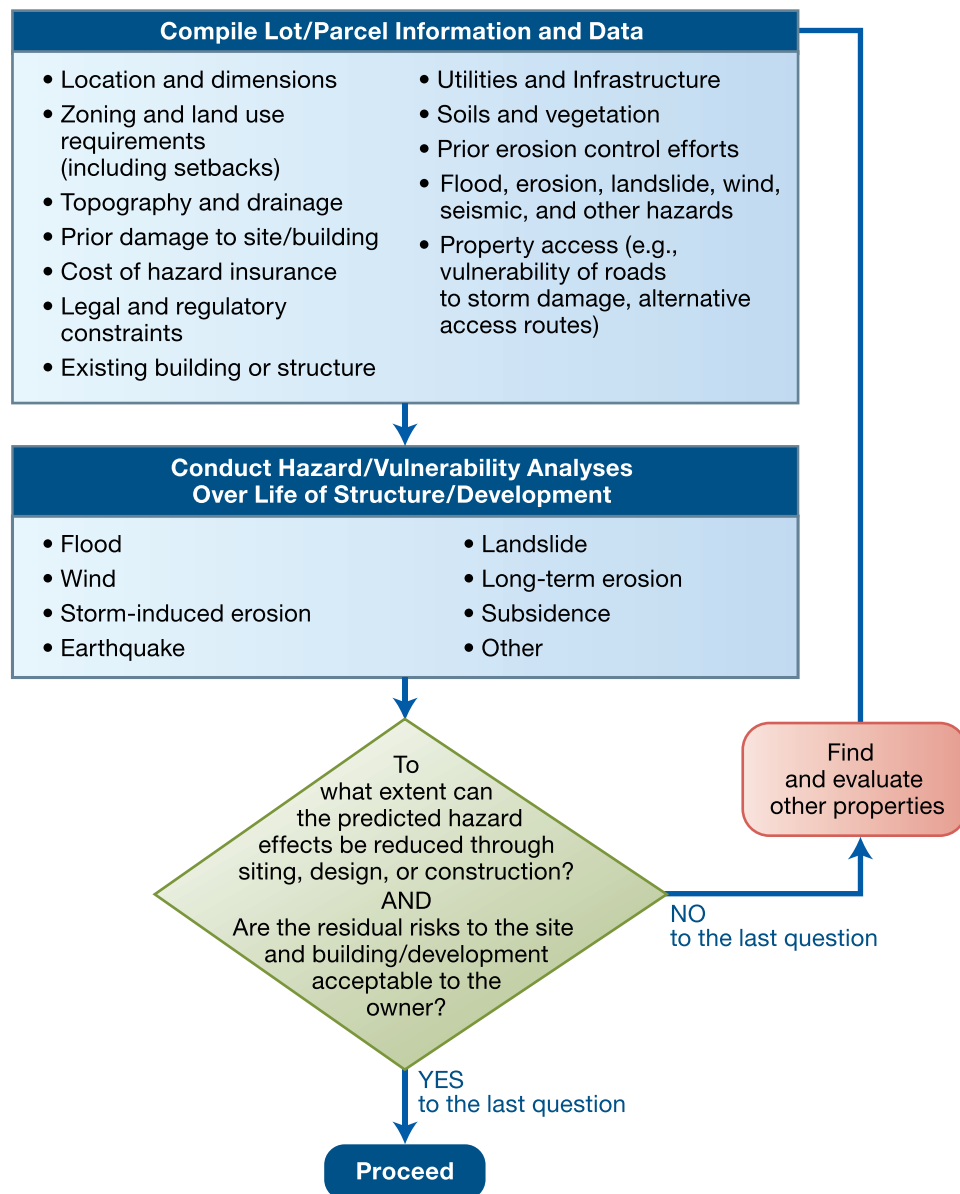 Compile Lot/Parcel Information and Data
• Location and dimensions
• Zoning and land use
requirements
(including setbacks)
• Topography and drainage
• Prior damage to site/building
• Cost of hazard insurance
• Legal and regulatory
constraints
• Existing building or structure
• Utilities and Infrastructure
• Soils and vegetation
• Prior erosion control efforts
• Flood, erosion, landslide, wind,
seismic, and other hazards
• Property access (e.g.,
vulnerability of roads
to storm damage, alternative
access routes)
Conduct Hazard/Vulnerability Analyses
Over Life of Structure/Development
• Flood
• Wind
• Storm-induced erosion
• Earthquake
• Landslide
• Long-term erosion
• Subsidence
• Other
To
what extent can
the predicted hazard
effects be reduced through
siting, design, or construction?
AND
Are the residual risks to the site
and building/development
acceptable to the
owner?
NO
to the last question
Find
and evaluate
other properties
YES
to the last question
Proceed